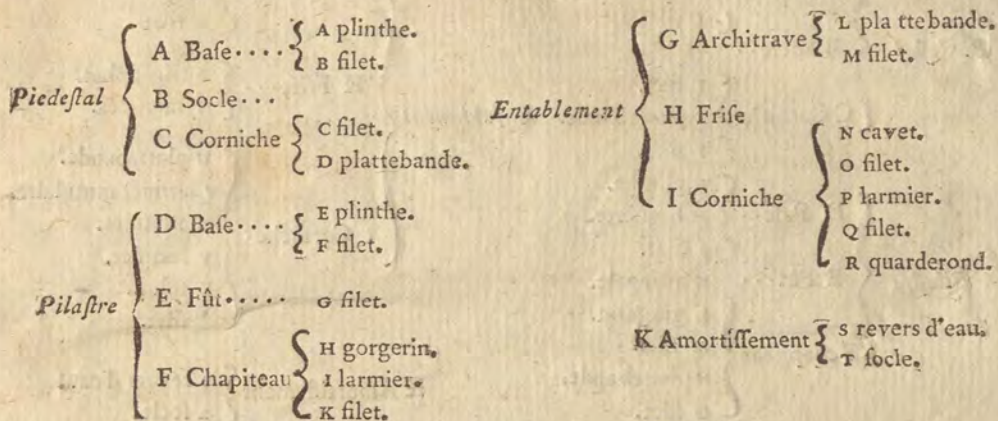 Piedeſtal
A Baſe ····
A plinthe.
B filet.
B Socle ···
C Corniche
C filet.
D plattebande.
Pilaſtre
D Baſe ····
E plinthe.
F filet.
E Fût ·····
G filet.
F Chapiteau
H gorgerin.
I larmier.
K filet.
Entablement
G Architrave
L pla ttebande.
M filet.
H Friſe
I Corniche
N cavet.
O filet.
P larmier.
Q filet.
R quarderond.
K Amortiſſement
S revers d'eau.
T ſocle.